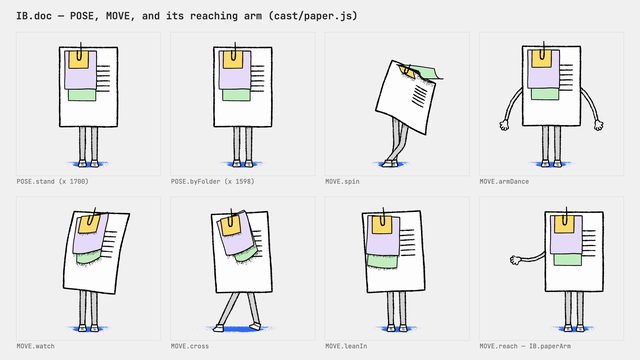 IB.doc — POSE, MOVE, and its reaching arm (cast/paper.js)
POSE.stand (x 1700)
POSE.byFolder (x 1598)
MOVE.spin
MOVE.armDance
MOVE.watch
MOVE.cross
MOVE.leanIn
MOVE.reach — IB.paperArm